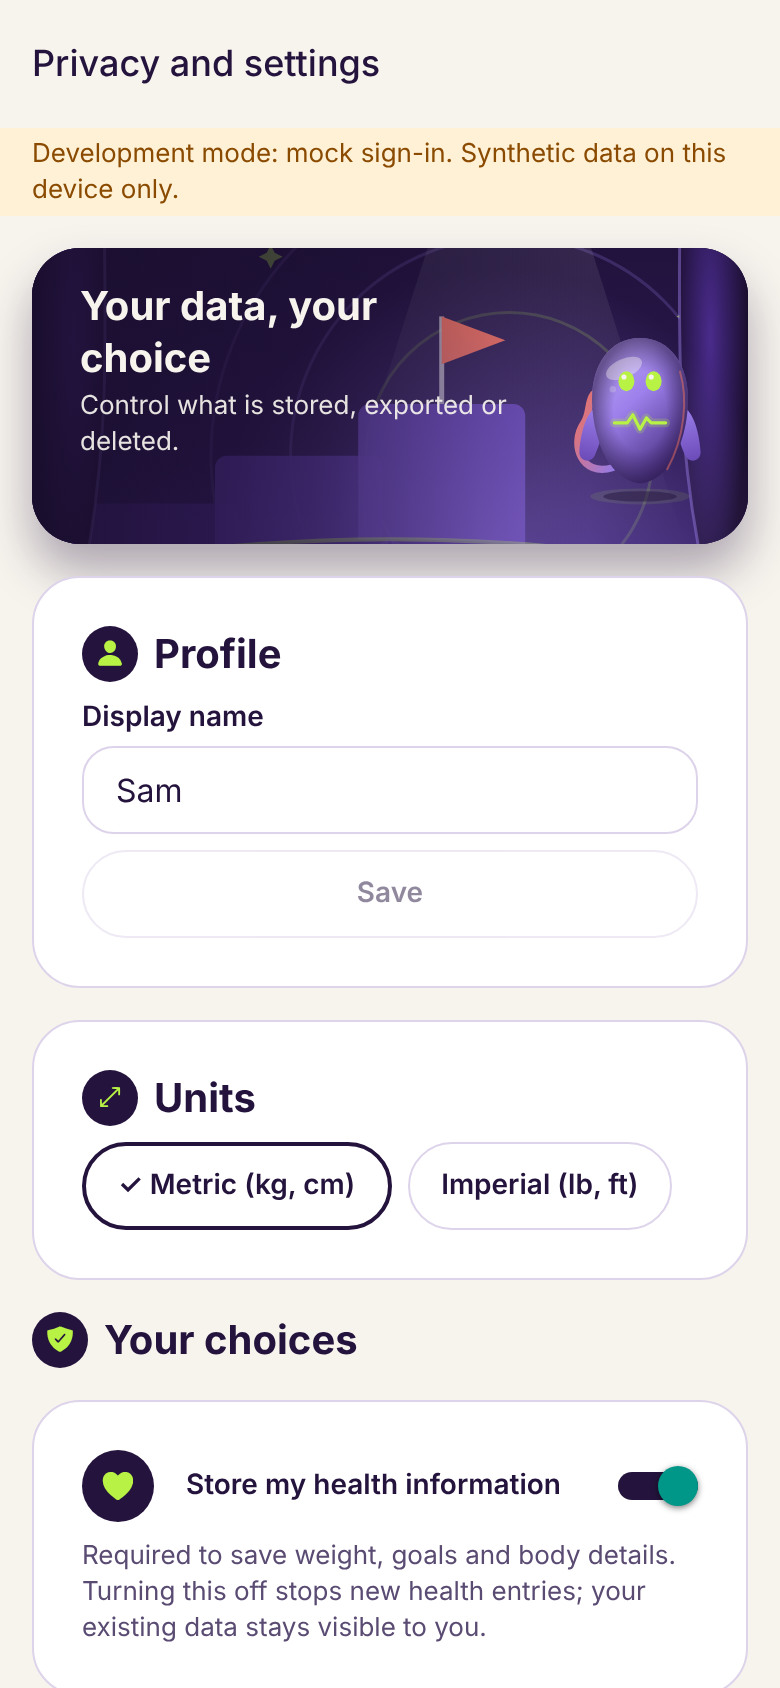 Privacy and settings
Development mode: mock sign-in. Synthetic data on this
device only.
Your data, your
choice
Control what is stored, exported or
deleted.
Profile
Display name
Sam
Save
Units
Metric (kg, cm)
Imperial (lb, ft)
Your choices
Store my health information
Required to save weight, goals and body details.
Turning this off stops new health entries; your
existing data stays visible to you.